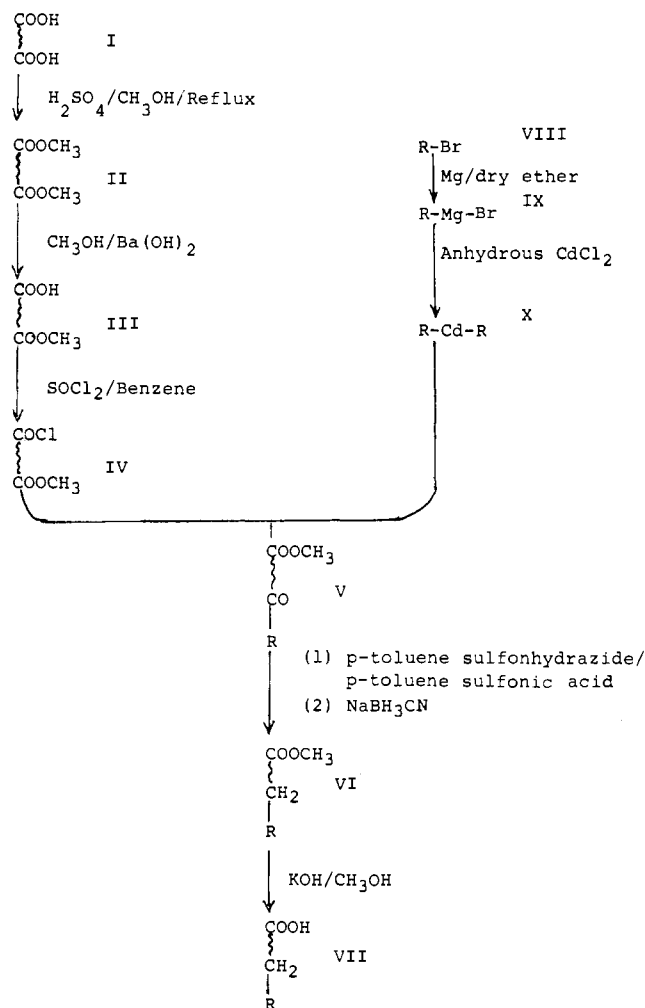 COOH
I
COOH
H2SO4/CH3OH/Reflux
COOCH3
II
COOCH3
CH3OH/Ba(OH)2
COOH
III
COOCH3
SOCl2/Benzene
COCl
IV
COOCH3
R-Br
VIII
Mg/dry ether
R-Mg-Br
IX
Anhydrous CdCl2
R-Cd-R
X
COOCH3
V
CO
R
(1) p-toluene sulfonhydrazide/
p-toluene sulfonic acid
(2) NaBH3CN
COOCH3
VI
CH2
R
KOH/CH3OH
COOH
VII
CH2
R